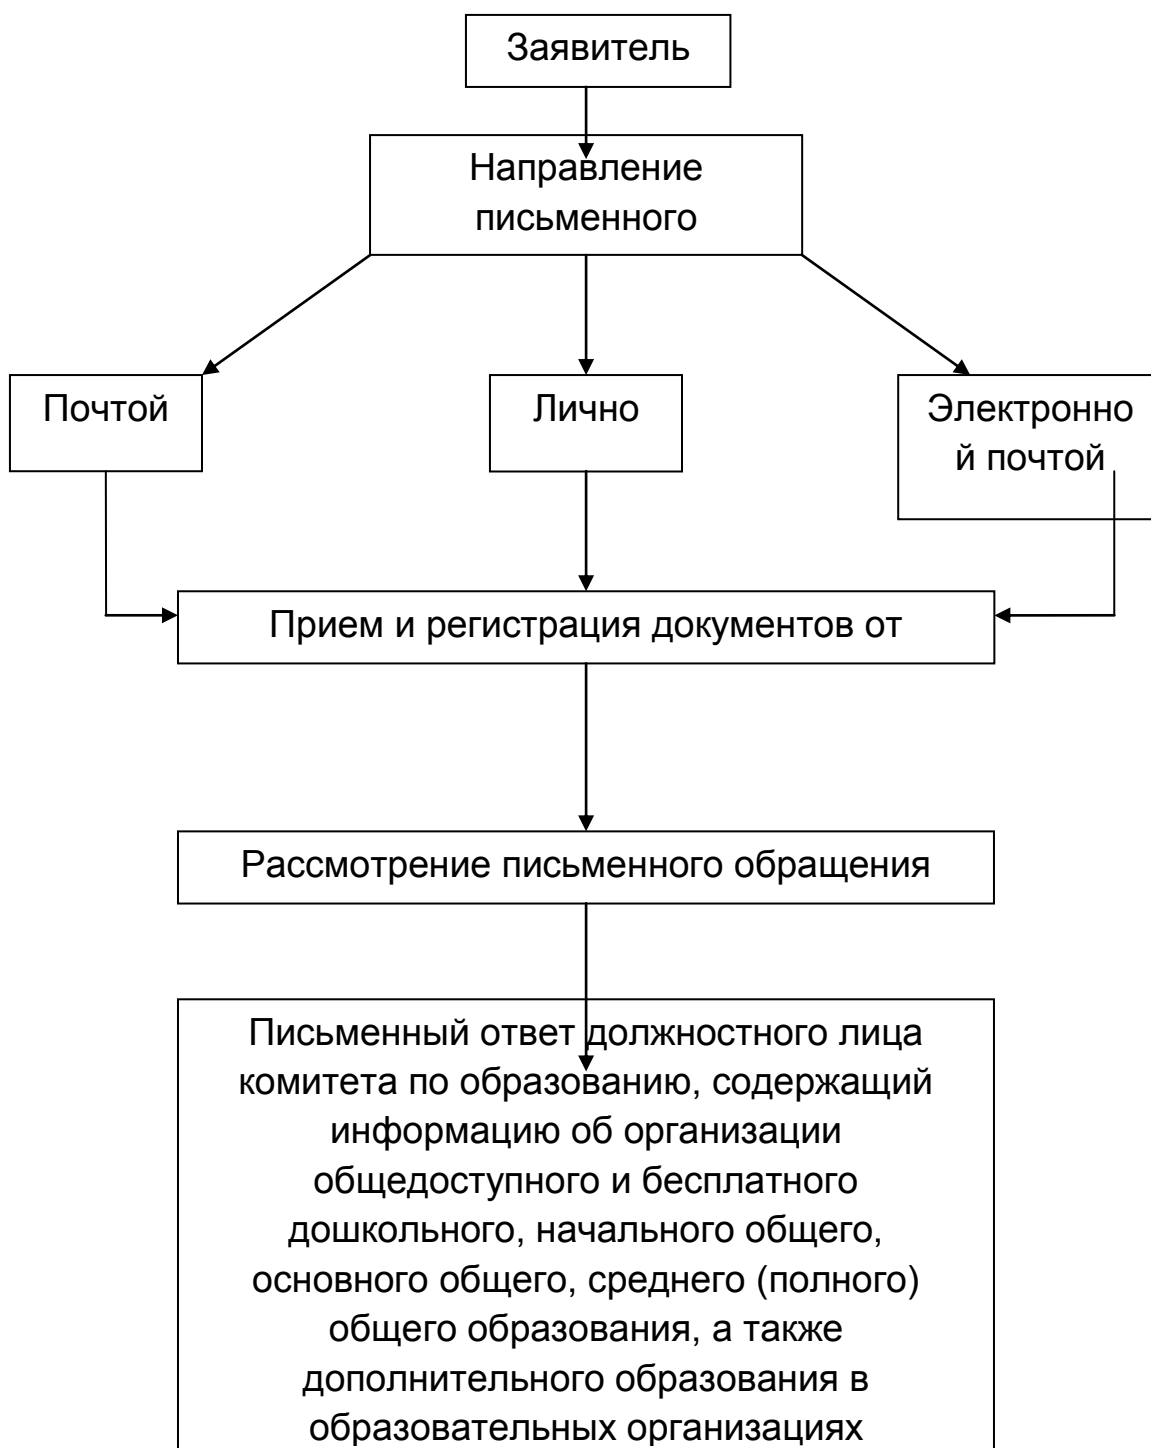 Заявитель
Направление
письменного
Почтой
Лично
Электронно
й почтой
Прием и регистрация документов от
Рассмотрение письменного обращения
Письменный ответ должностного лица
комитета по образованию, содержащий
информацию об организации
общедоступного и бесплатного
дошкольного, начального общего,
основного общего, среднего (полного)
общего образования, а также
дополнительного образования в
образовательных организациях